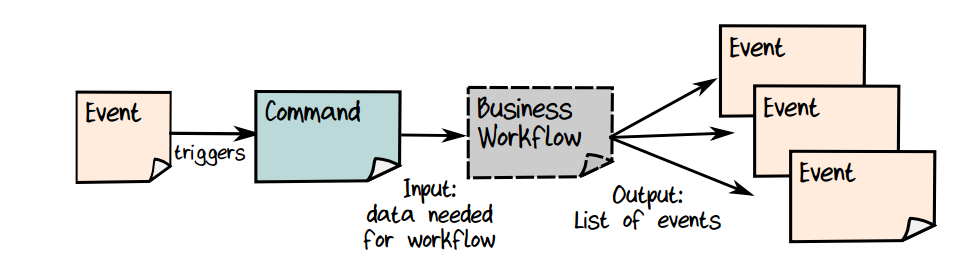 Event
triggers
Command
Input:
data needed
for workflow
Business
Workflow
Output:
List of events
Event
Event
Event